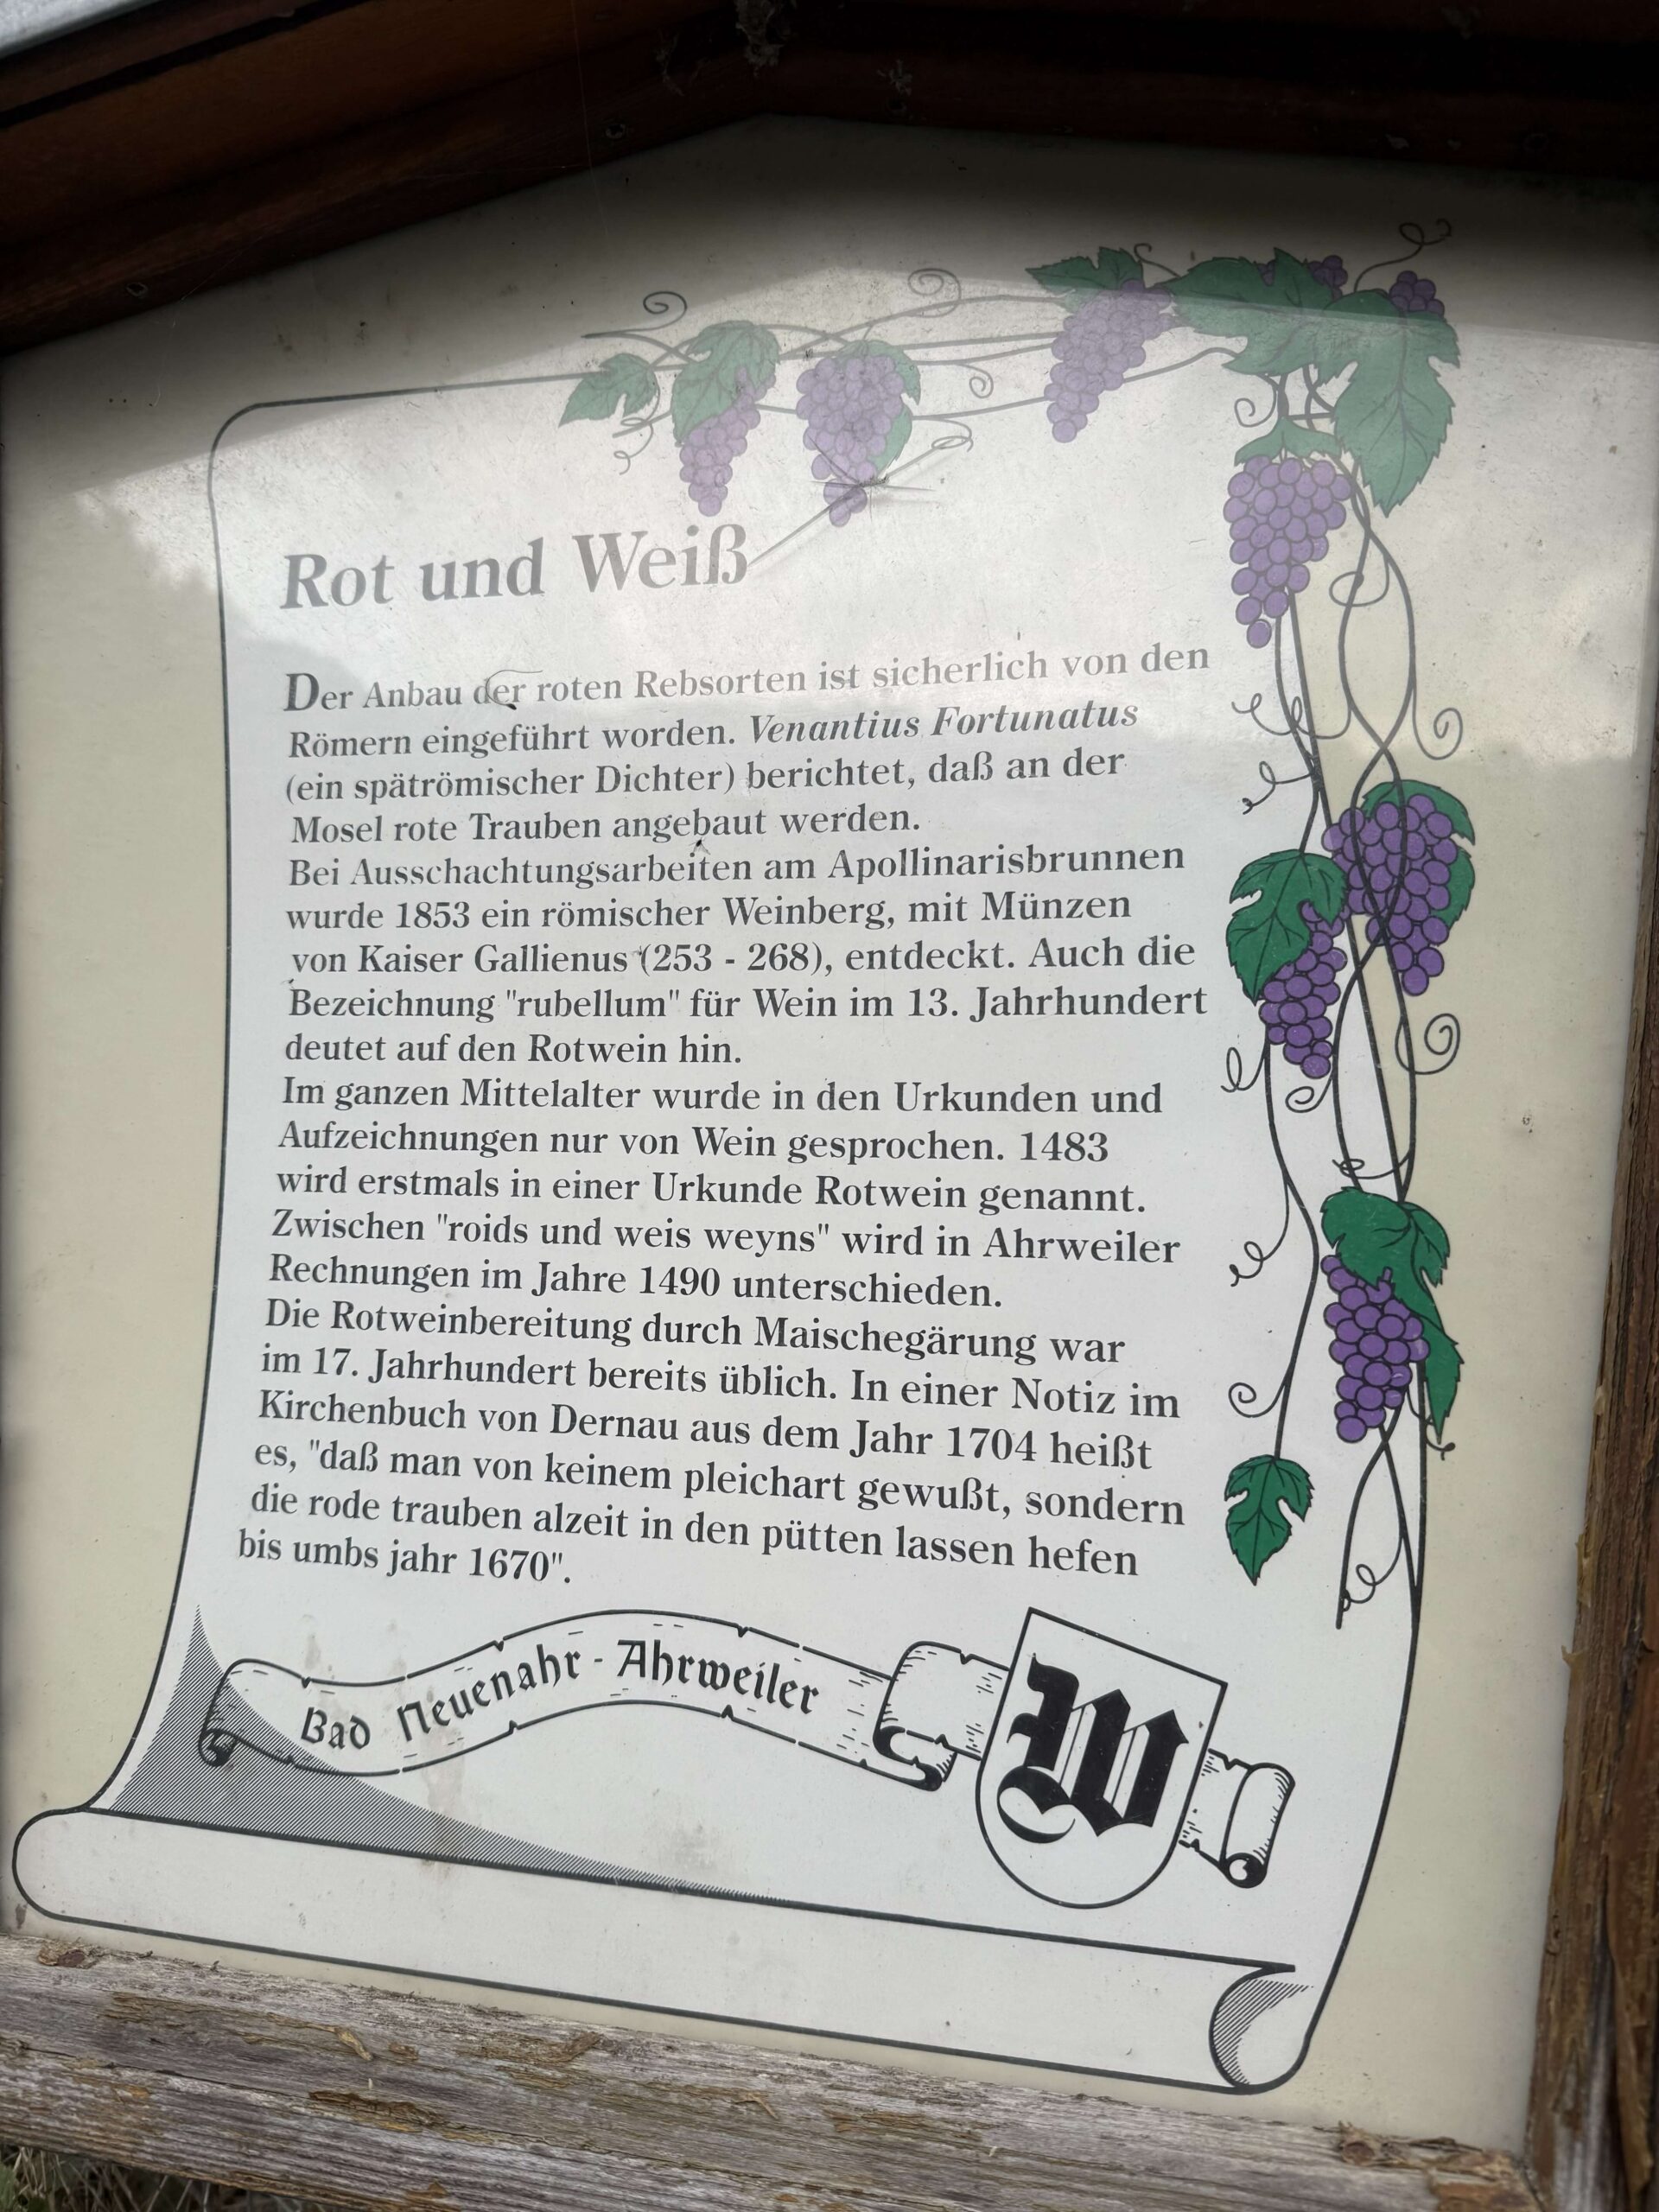 Rot und Weiß
Der Anbau der roten Rebsorten ist sicherlich von den
Römern eingeführt worden. Venantius Fortunatus
(ein spätrömischer Dichter) berichtet, daß an der
Mosel rote Trauben angebaut werden.
Bei Ausschachtungsarbeiten am Apollinarisbrunnen
wurde 1853 ein römischer Weinberg, mit Münzen
von Kaiser Gallienus (253 - 268), entdeckt. Auch die
Bezeichnung "rubellum" für Wein im 13. Jahrhundert
deutet auf den Rotwein hin.
Im ganzen Mittelalter wurde in den Urkunden und
Aufzeichnungen nur von Wein gesprochen. 1483
wird erstmals in einer Urkunde Rotwein genannt.
Zwischen "roids und weis weyns" wird in Ahrweiler
Rechnungen im Jahre 1490 unterschieden.
Die Rotweinbereitung durch Maischegärung war
im 17. Jahrhundert bereits üblich. In einer Notiz im
Kirchenbuch von Dernau aus dem Jahr 1704 heißt
es, "daß man von keinem pleichart gewußt, sondern
die rode trauben alzeit in den pütten lassen hefen
bis umbs jahr 1670".
Bad Neuenahr - Ahrweiler
W